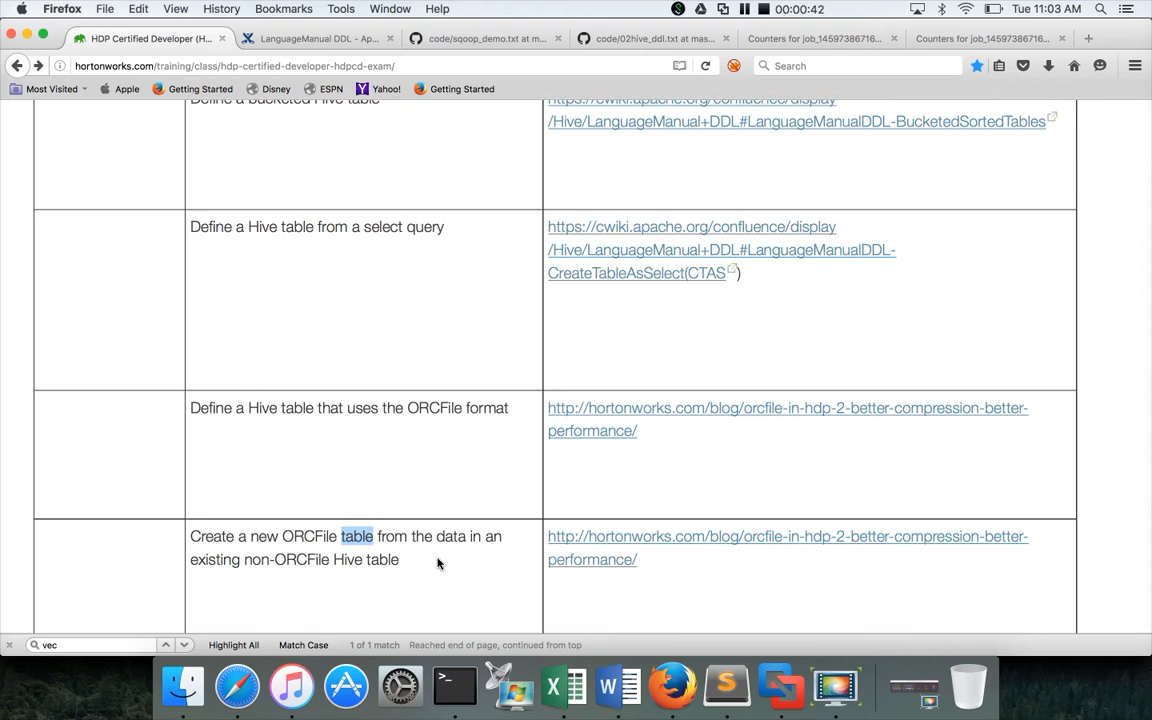 Firefox File Edit View History Bookmarks Tools Window Help 00:00:42 Tue 11:03 AM
HDP Certified Developer (H... LanguageManual DDL - Ap... code/sqoop_demo.txt at m... code/02hive_ddl.txt at mas... Counters for job_14597386716... Counters for job_14597386716...
hortonworks.com/training/class/hdp-certified-developer-hdpcd-exam/ Search
Most Visited Apple Getting Started Disney ESPN Yahoo! Getting Started
Define a bucketed Hive table https://cwiki.apache.org/confluence/display
/Hive/LanguageManual+DDL#LanguageManualDDL-BucketedSortedTables
Define a Hive table from a select query https://cwiki.apache.org/confluence/display
/Hive/LanguageManual+DDL#LanguageManualDDL-
CreateTableAsSelect(CTAS)
Define a Hive table that uses the ORCFile format http://hortonworks.com/blog/orcfile-in-hdp-2-better-compression-better-
performance/
Create a new ORCFile table from the data in an http://hortonworks.com/blog/orcfile-in-hdp-2-better-compression-better-
existing non-ORCFile Hive table performance/
vec Highlight All Match Case 1 of 1 match Reached end of page, continued from top